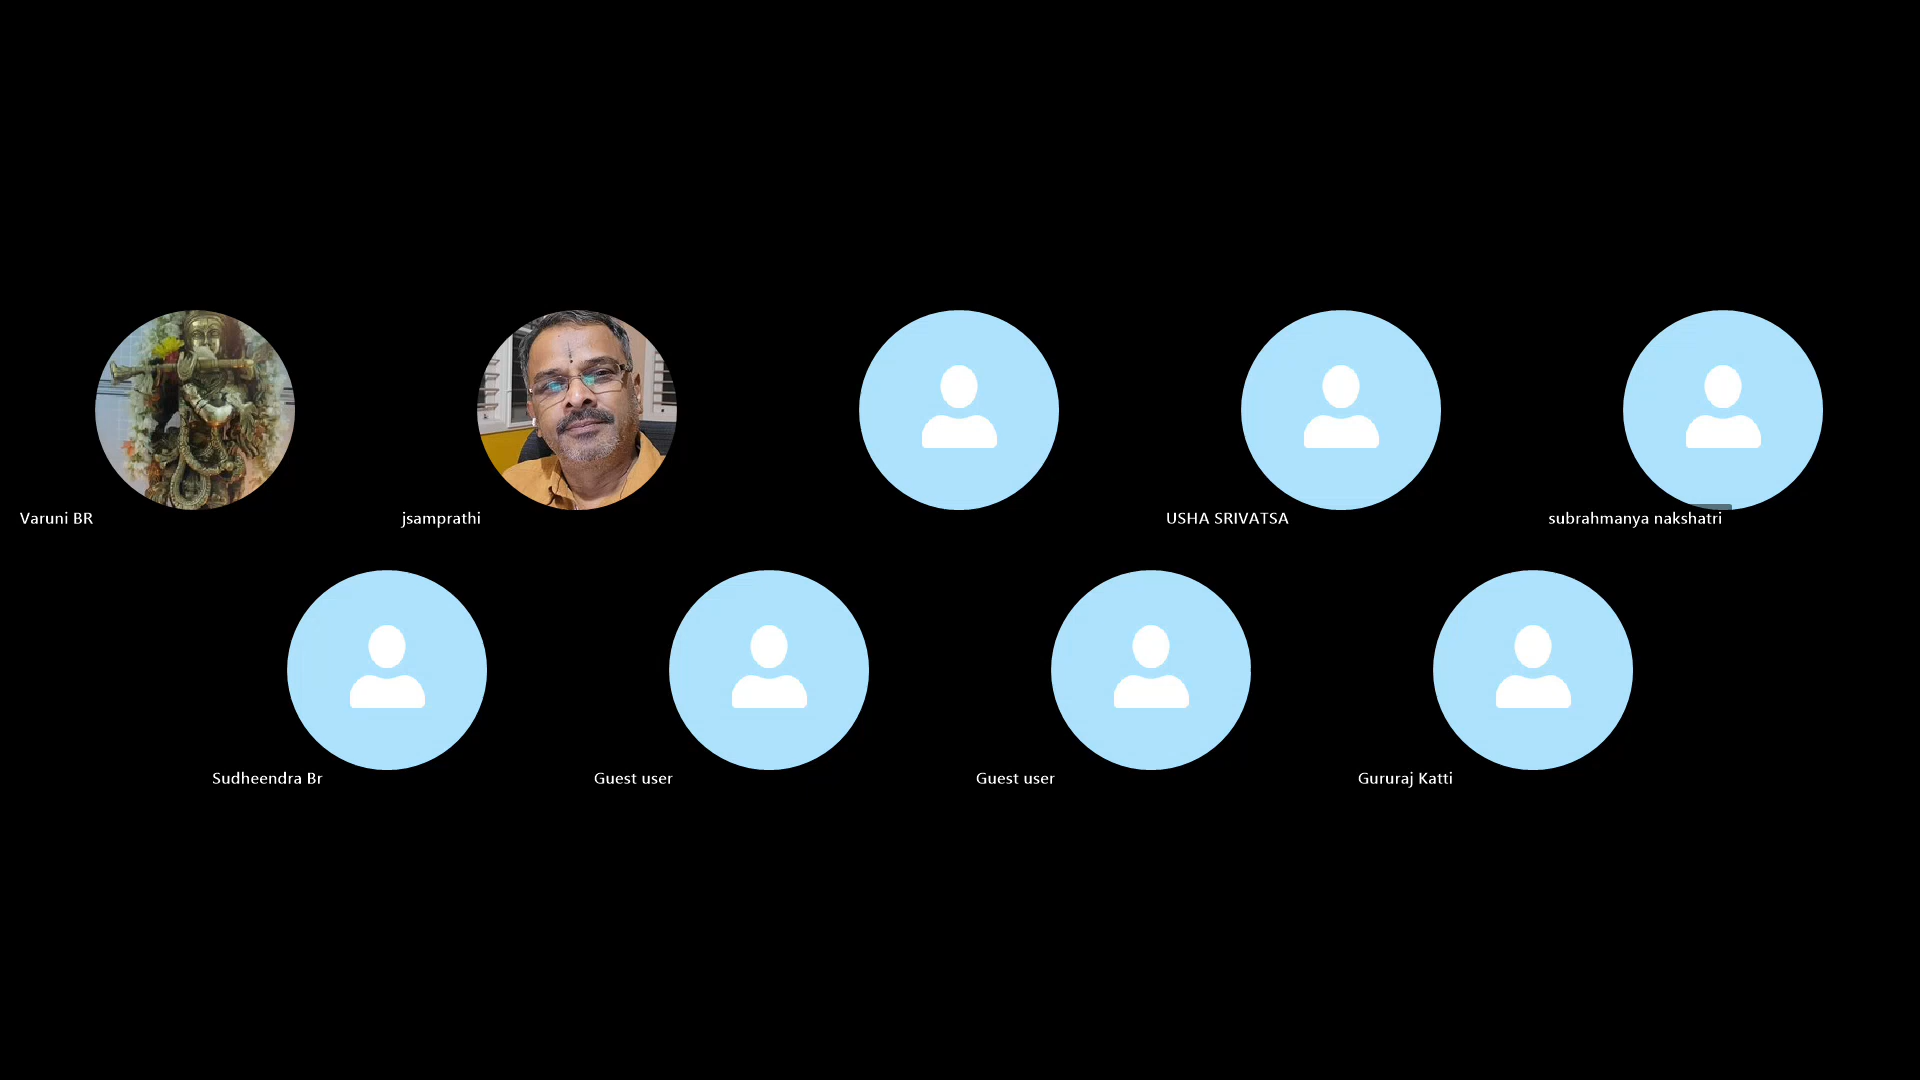 Varuni BR
jsamprathi
USHA SRIVATSA
subrahmanya nakshatri
Sudheendra Br
Guest user
Guest user
Gururaj Katti